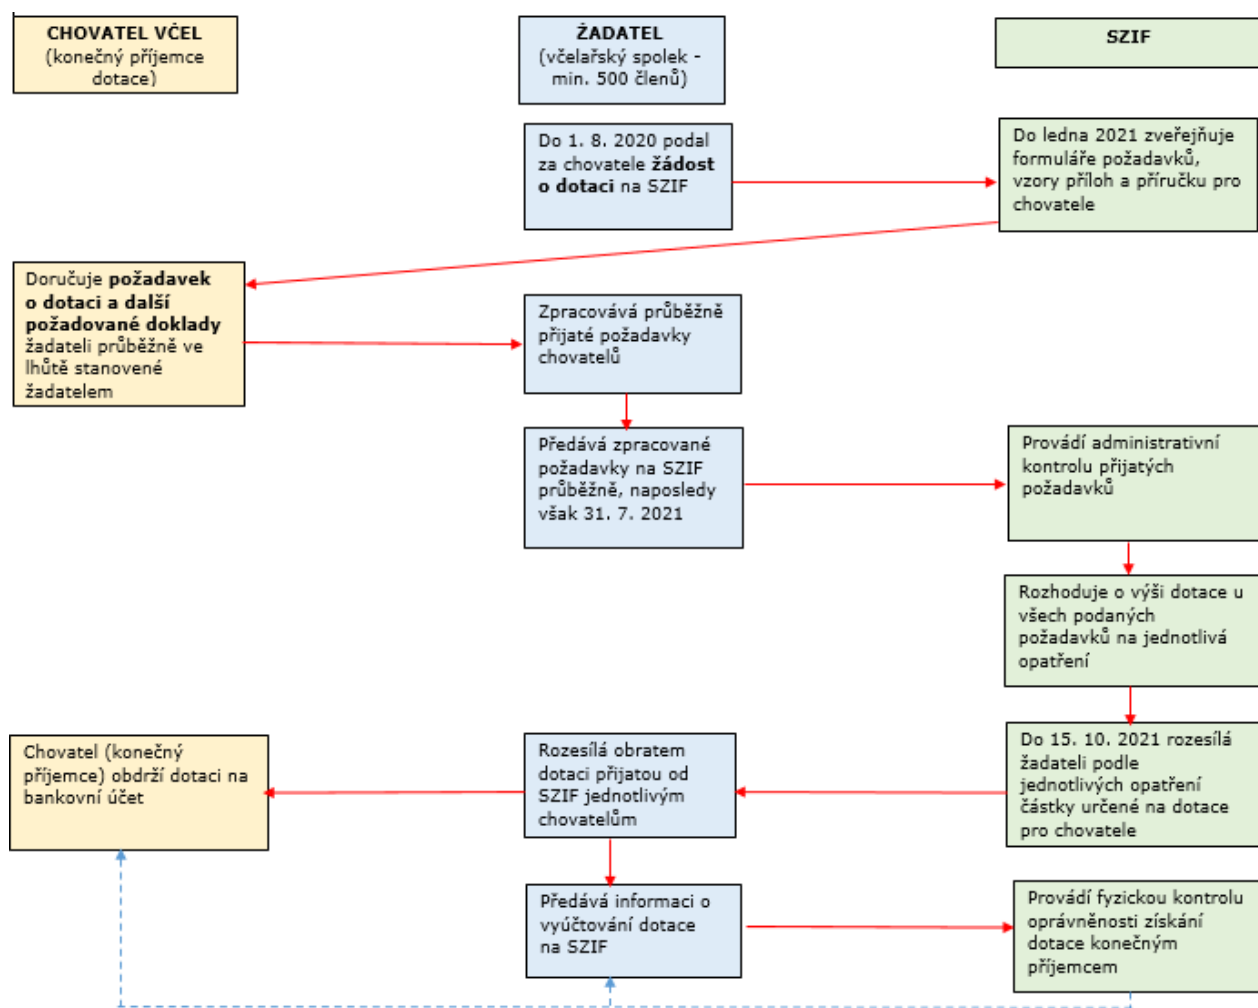 CHOVATEL VČEL
(konečný příjemce
dotace)
ŽADATEL
(včelařský spolek -
min. 500 členů)
SZIF
Do 1. 8. 2020 podal
za chovatele žádost
o dotaci na SZIF
Do ledna 2021 zveřejňuje
formuláře požadavků,
vzory příloh a příručku pro
chovatele
Doručuje požadavek
o dotaci a další
požadované doklady
žadateli průběžně ve
lhůtě stanovené
žadatelem
Zpracovává průběžně
přijaté požadavky
chovatelů
Předává zpracované
požadavky na SZIF
průběžně, naposledy
však 31. 7. 2021
Provádí administrativní
kontrolu přijatých
požadavků
Rozhoduje o výši dotace u
všech podaných
požadavků na jednotlivá
opatření
Do 15. 10. 2021 rozesílá
žadateli podle
jednotlivých opatření
částky určené na dotace
pro chovatele
Rozesílá obratem
dotaci přijatou od
SZIF jednotlivým
chovatelům
Chovatel (konečný
příjemce) obdrží dotaci na
bankovní účet
Předává informaci o
vyúčtování dotace
na SZIF
Provádí fyzickou kontrolu
oprávněnosti získání
dotace konečným
příjemcem